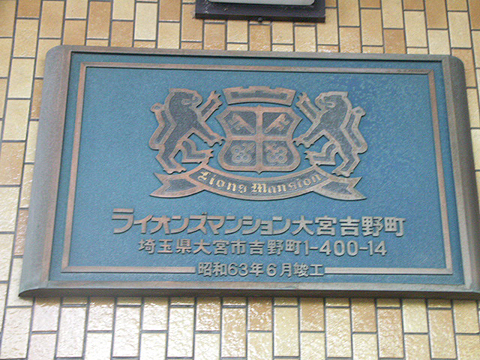 Lions Mansion
ライオンズマンション大宮吉野町
埼玉県大宮市吉野町1-400-14
昭和63年6月竣工